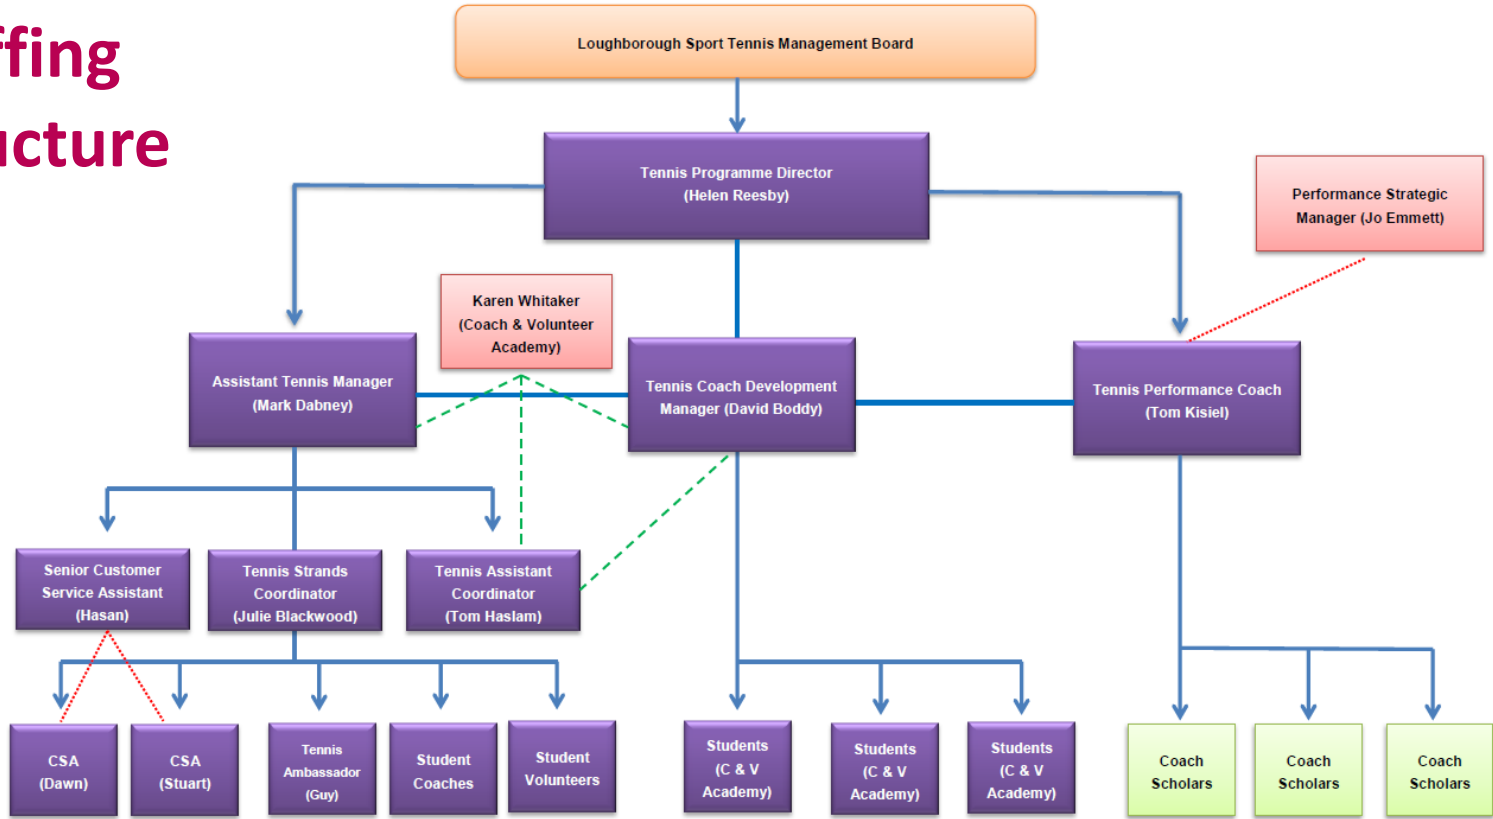 ffing
ucture
Loughborough Sport Tennis Management Board
Tennis Programme Director
(Helen Reesby)
Performance Strategic
Manager (Jo Emmett)
Karen Whitaker
(Coach & Volunteer
Academy)
Assistant Tennis Manager
(Mark Dabney)
Tennis Coach Development
Manager (David Boddy)
Tennis Performance Coach
(Tom Kisiel)
Senior Customer
Service Assistant
(Hasan)
Tennis Strands
Coordinator
(Julie Blackwood)
Tennis Assistant
Coordinator
(Tom Haslam)
CSA
(Dawn)
CSA
(Stuart)
Tennis
Ambassador
(Guy)
Student
Coaches
Student
Volunteers
Students
(C & V
Academy)
Students
(C & V
Academy)
Students
(C & V
Academy)
Coach
Scholars
Coach
Scholars
Coach
Scholars